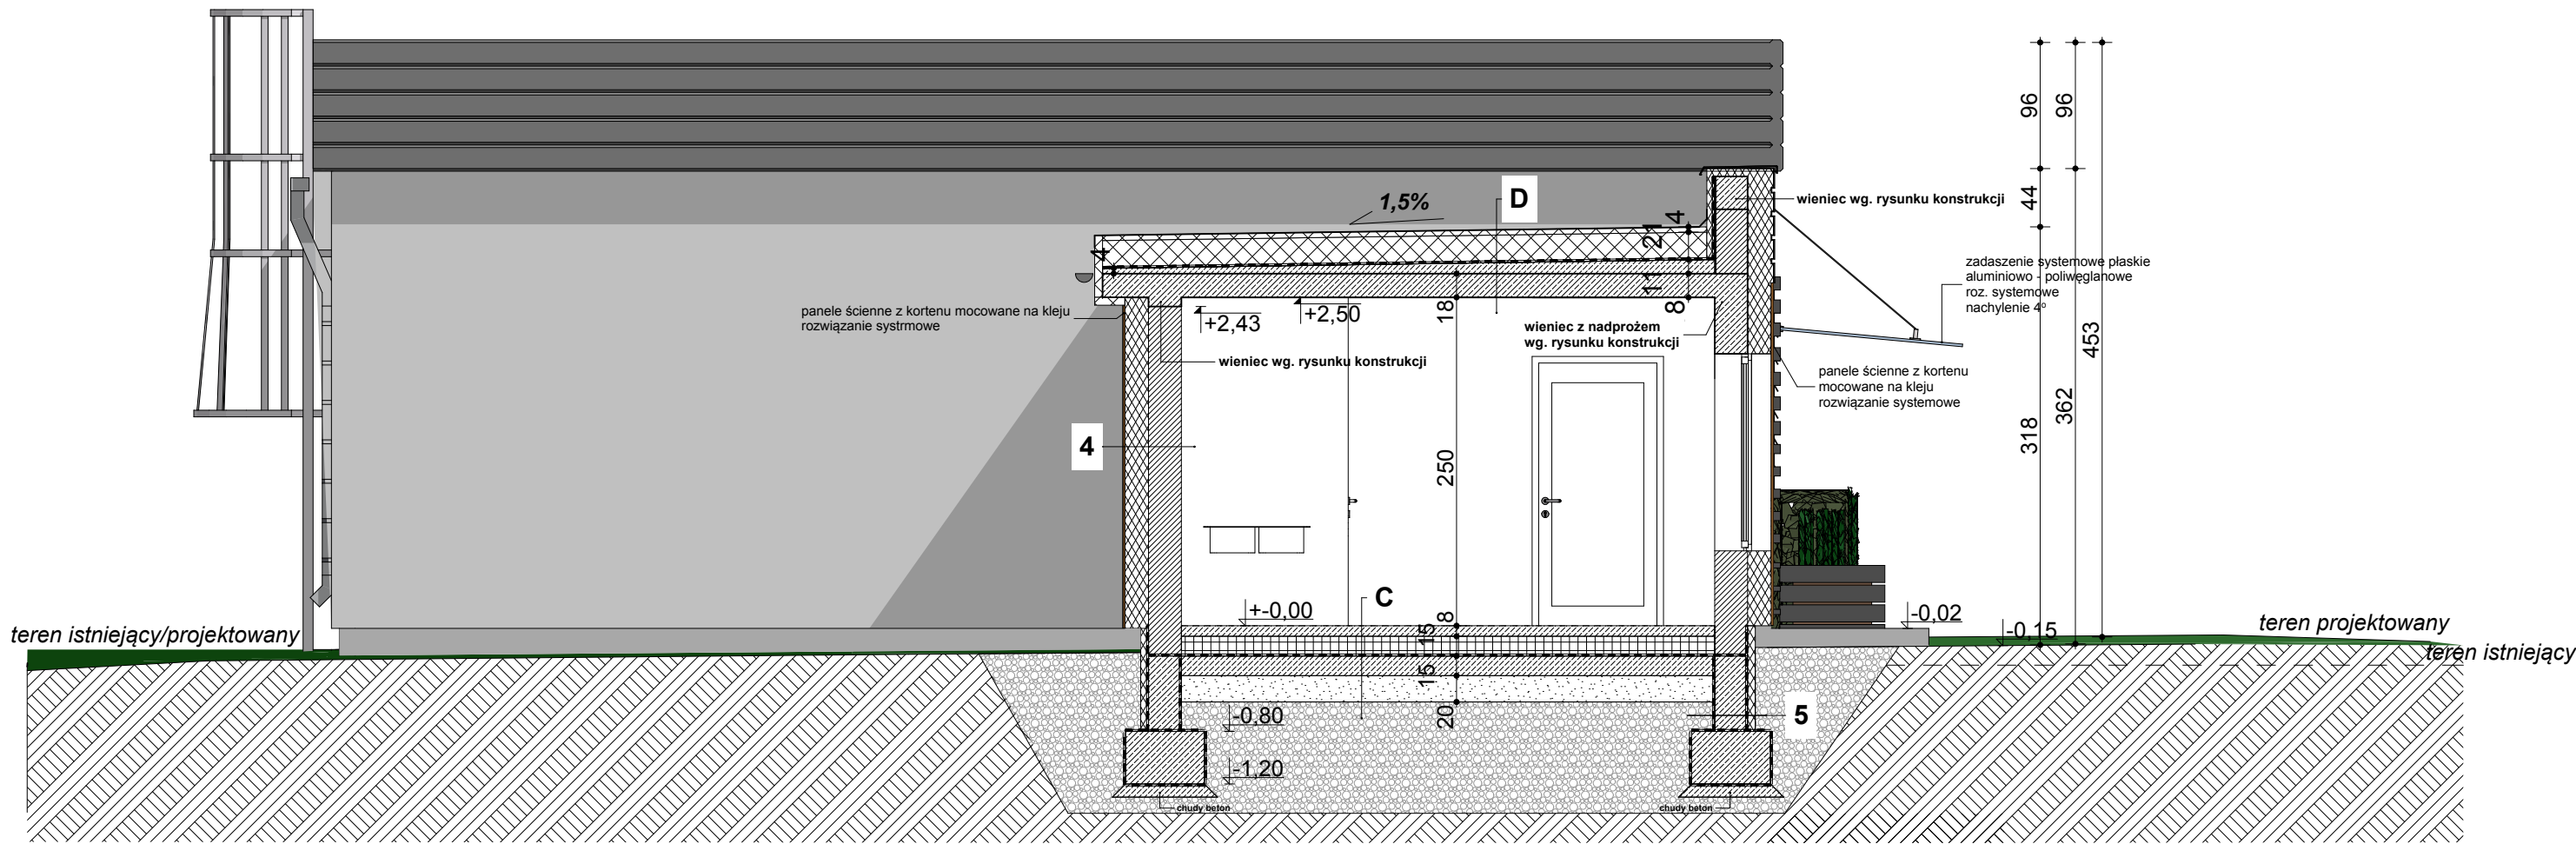 96
96
44
D
1,5%
wieniec wg. rysunku konstrukcji
4
21
4
11
8
18
zadaszenie systemowe płaskie
aluminiowo - poliwęglanowe
roz. systemowe
nachylenie 4º
panele ścienne z kortenu mocowane na kleju
rozwiązanie systrmowe
+2,43
+2,50
wieniec z nadprożem
wg. rysunku konstrukcji
wieniec wg. rysunku konstrukcji
453
panele ścienne z kortenu
mocowane na kleju
rozwiązanie systemowe
362
318
4
250
C
+-0,00
8
15
15
20
-0,02
-0,15
teren istniejący/projektowany
teren projektowany
teren istniejący
-0,80
5
-1,20
chudy beton
chudy beton